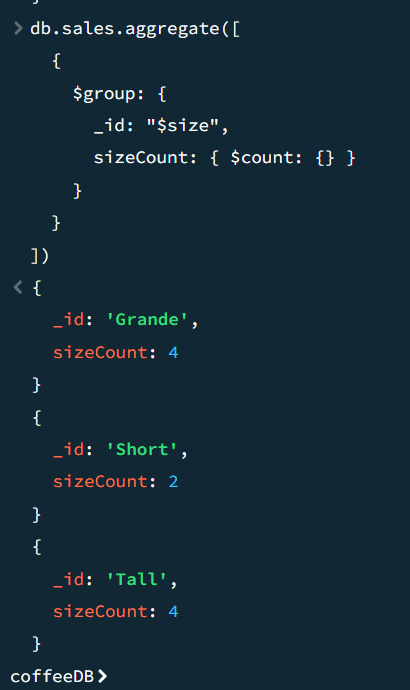 > db.sales.aggregate([
{
$group: {
_id: "$size",
sizeCount: { $count: {} }
}
}
])
< {
_id: 'Grande',
sizeCount: 4
}
{
_id: 'Short',
sizeCount: 2
}
{
_id: 'Tall',
sizeCount: 4
}
coffeeDB>